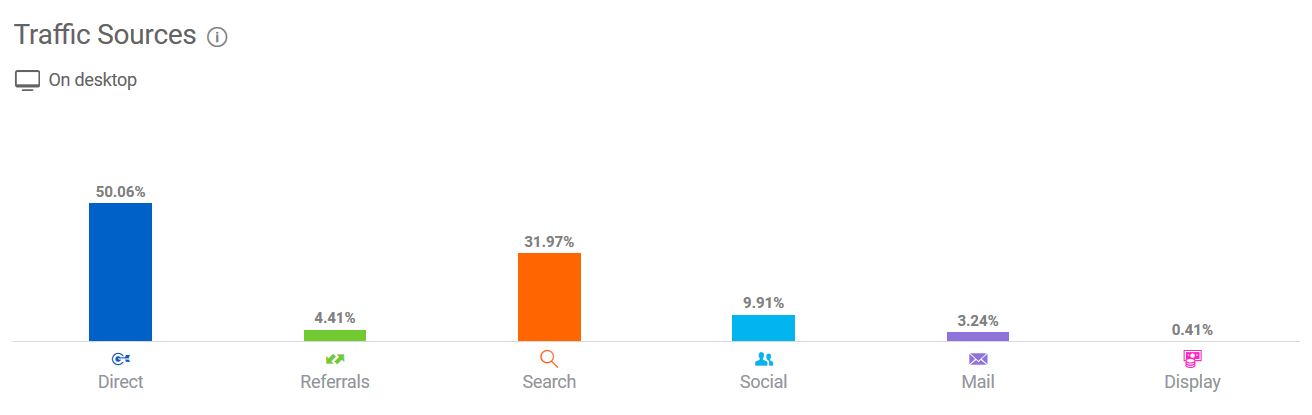 Traffic Sources
On desktop
50.06%
4.41%
31.97%
9.91%
3.24%
0.41%
Direct
Referrals
Search
Social
Mail
Display